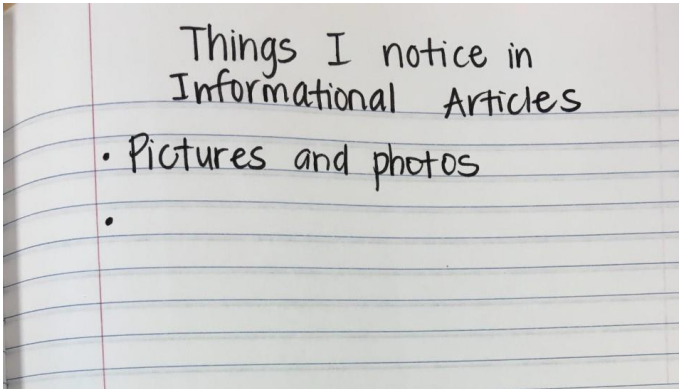 Things I notice in
Informational Articles
• Pictures and photos
•